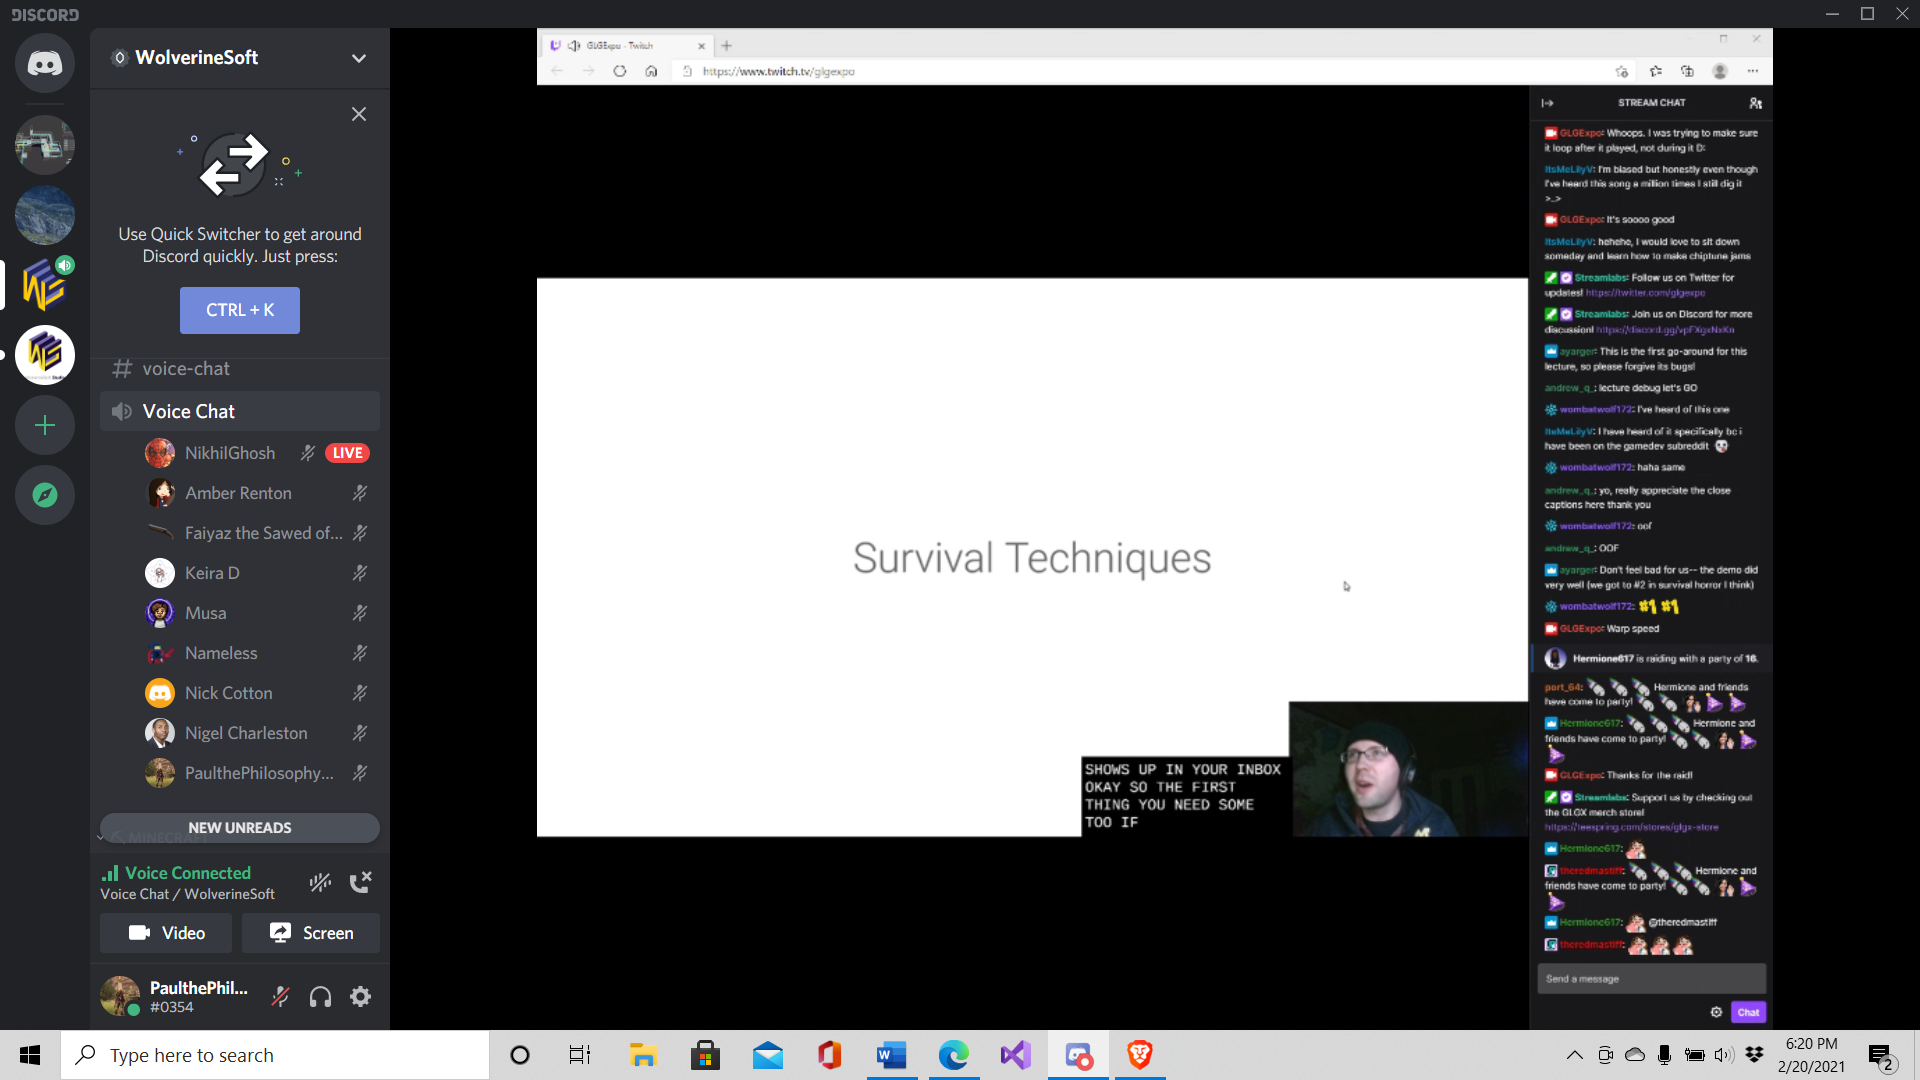 DISCORD
WolverineSoft
Use Quick Switcher to get around
Discord quickly. Just press:
CTRL + K
voice-chat
Voice Chat
NikhilGhosh LIVE
Amber Renton
Faiyaz the Sawed of...
Keira D
Musa
Nameless
Nick Cotton
Nigel Charleston
PaulthePhilosophy...
NEW UNREADS
MINECRAFT
Voice Connected
Voice Chat / WolverineSoft
Video Screen
PaulthePhil...
#0354
GLGExpo - Twitch
https://www.twitch.tv/glgexpo
Survival Techniques
SHOWS UP IN YOUR INBOX
OKAY SO THE FIRST
THING YOU NEED SOME
TOO IF
STREAM CHAT
GLGExpo: Whoops. I was trying to make sure
it loop after it played, not during it D:
ItsMeLilyV: I'm biased but honestly even though
I've heard this song a million times I still dig it
>_>
GLGExpo: It's soooo good
ItsMeLilyV: hehehe, I would love to sit down
someday and learn how to make chiptune jams
Streamlabs: Follow us on Twitter for
updates! https://twitter.com/glgexpo
Streamlabs: Join us on Discord for more
discussion! https://discord.gg/
ayarger: This is the first go-around for this
lecture, so please forgive its bugs!
andrew_q_: lecture debug let's GO
wombatwolf172: I've heard of this one
ItsMeLilyV: I have heard of it specifically bc i
have been on the gamedev subreddit
wombatwolf172: haha same
andrew_q_: yo, really appreciate the close
captions here thank you
wombatwolf172: oof
andrew_q_: OOF
ayarger: Don't feel bad for us-- the demo did
very well (we got to #2 in survival horror I think)
wombatwolf172: #1 #1
GLGExpo: Warp speed
Hermione617 is raiding with a party of 16.
port_64: Hermione and friends
have come to party!
Hermione617: Hermione and
friends have come to party!
GLGExpo: Thanks for the raid!
Streamlabs: Support us by checking out
the GLGX merch store!
https://teespring.com/stores/glgx-store
Hermione617:
theredmastiff: Hermione and
friends have come to party!
Hermione617: @theredmastiff
theredmastiff:
Send a message
Chat
Type here to search
6:20 PM
2/20/2021
2